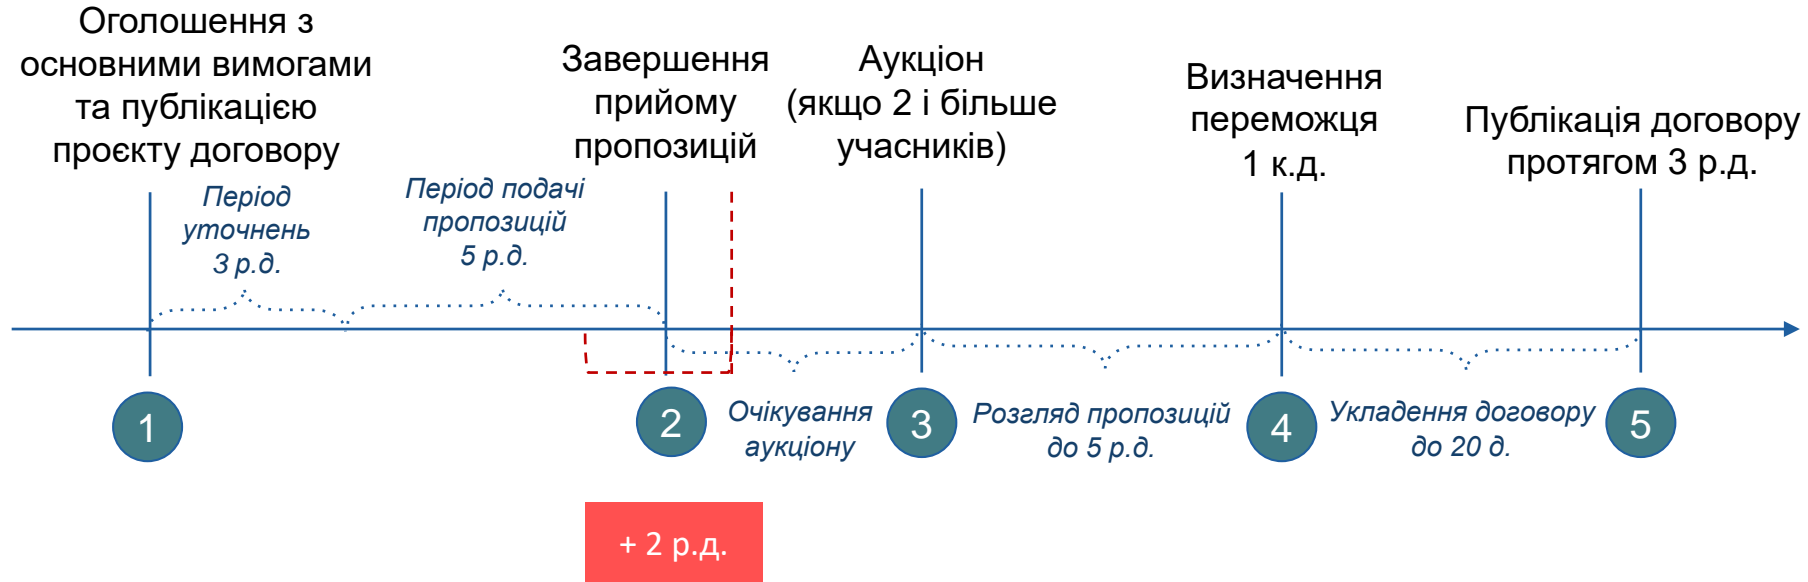 Оголошення з
основними вимогами
та публікацією
проєкту договору
Завершення
прийому
пропозицій
Аукціон
(якщо 2 і більше
учасників)
Визначення
переможця
1 к.д.
Публікація договору
протягом 3 р.д.
Період
уточнень
3 р.д.
Період подачі
пропозицій
5 р.д.
1
2
Очікування
аукціону
3
Розгляд пропозицій
до 5 р.д.
4
Укладення договору
до 20 д.
5
+ 2 р.д.